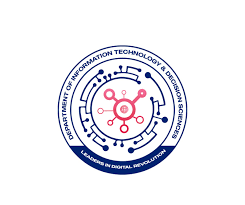 DEPARTMENT OF INFORMATION TECHNOLOGY & DECISION SCIENCES
LEADERS IN DIGITAL REVOLUTION